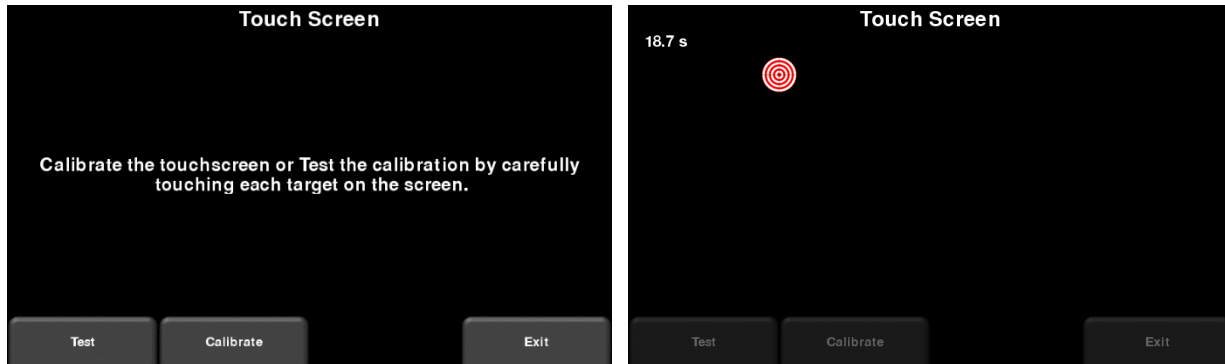 Touch Screen
Calibrate the touchscreen or Test the calibration by carefully
touching each target on the screen.
Test
Calibrate
Exit
Touch Screen
18.7 s
Test
Calibrate
Exit